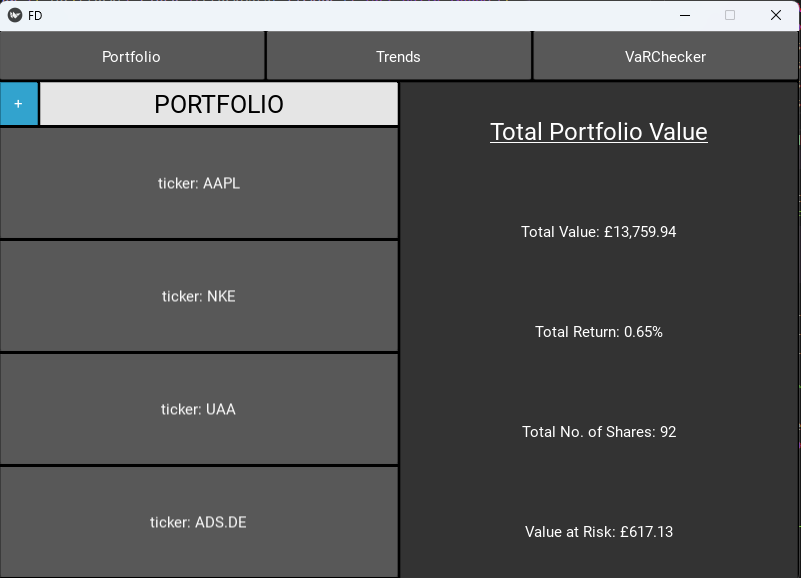 FD
Portfolio
Trends
VaRChecker
+
PORTFOLIO
ticker: AAPL
ticker: NKE
ticker: UAA
ticker: ADS.DE
Total Portfolio Value
Total Value: £13,759.94
Total Return: 0.65%
Total No. of Shares: 92
Value at Risk: £617.13